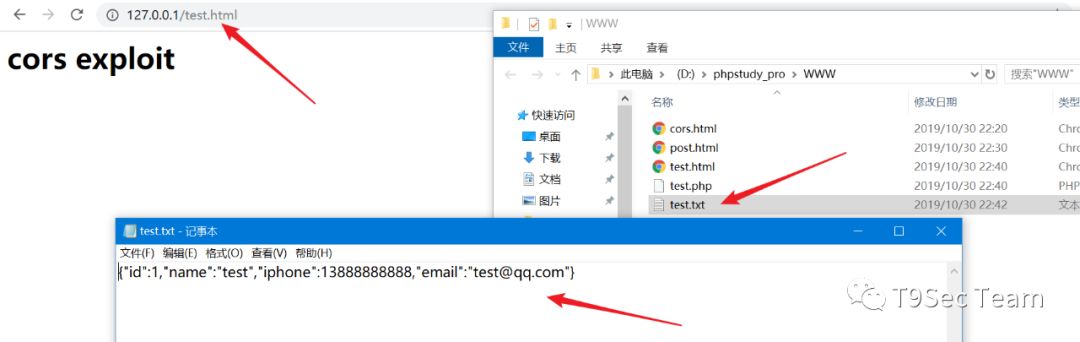 127.0.0.1/test.html
cors exploit
WWW
文件 主页 共享 查看
此电脑 (D:) phpstudy_pro WWW 搜索"WWW"
名称 修改日期 类型
快速访问
桌面
下载
文档
图片
cors.html 2019/10/30 22:20 Chro
post.html 2019/10/30 22:30 Chro
test.html 2019/10/30 22:40 Chro
test.php 2019/10/30 22:40 PHP
test.txt 2019/10/30 22:42 文本
test.txt - 记事本
文件(F) 编辑(E) 格式(O) 查看(V) 帮助(H)
{"id":1,"name":"test","iphone":13888888888,"email":"test@qq.com"}
T9Sec Team